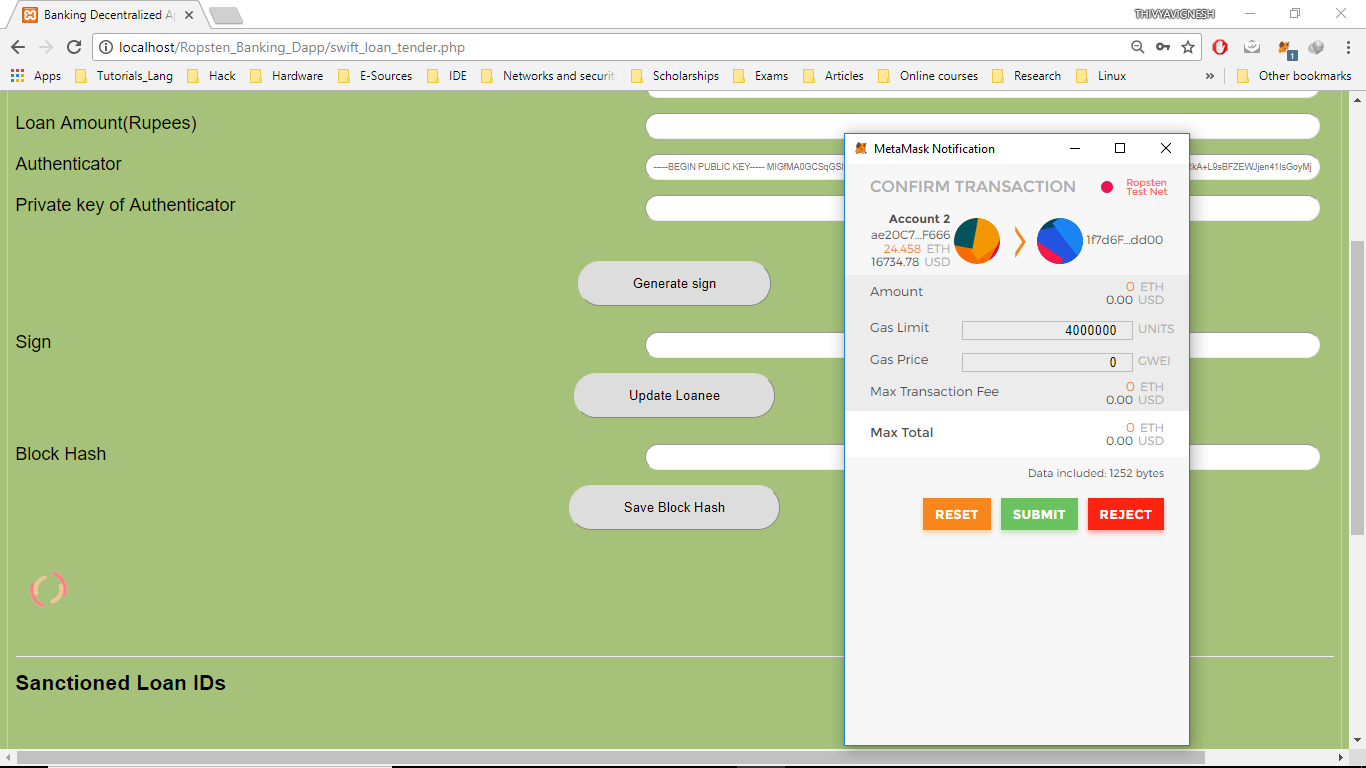 Banking Decentralized A
THIVYAVIGNESH
localhost/Ropsten_Banking_Dapp/swift_loan_tender.php
1
Apps
Tutorials_Lang
Hack
Hardware
E-Sources
IDE
Networks and securit
Scholarships
Exams
Articles
Online courses
Research
Linux
»
Other bookmarks
Loan Amount(Rupees)
Authenticator
-----BEGIN PUBLIC KEY----- MIGfMA0GCSqGSI
kA+L9sBFZEWJjen41IsGoyMj
Private key of Authenticator
Generate sign
Sign
Update Loanee
Block Hash
Save Block Hash
Sanctioned Loan IDs
MetaMask Notification
CONFIRM TRANSACTION
Ropsten
Test Net
Account 2
ae20C7...F666
24.458 ETH
16734.78 USD
1f7d6F...dd00
Amount
0 ETH
0.00 USD
Gas Limit
4000000 UNITS
Gas Price
0 GWEI
Max Transaction Fee
0 ETH
0.00 USD
Max Total
0 ETH
0.00 USD
Data included: 1252 bytes
RESET
SUBMIT
REJECT